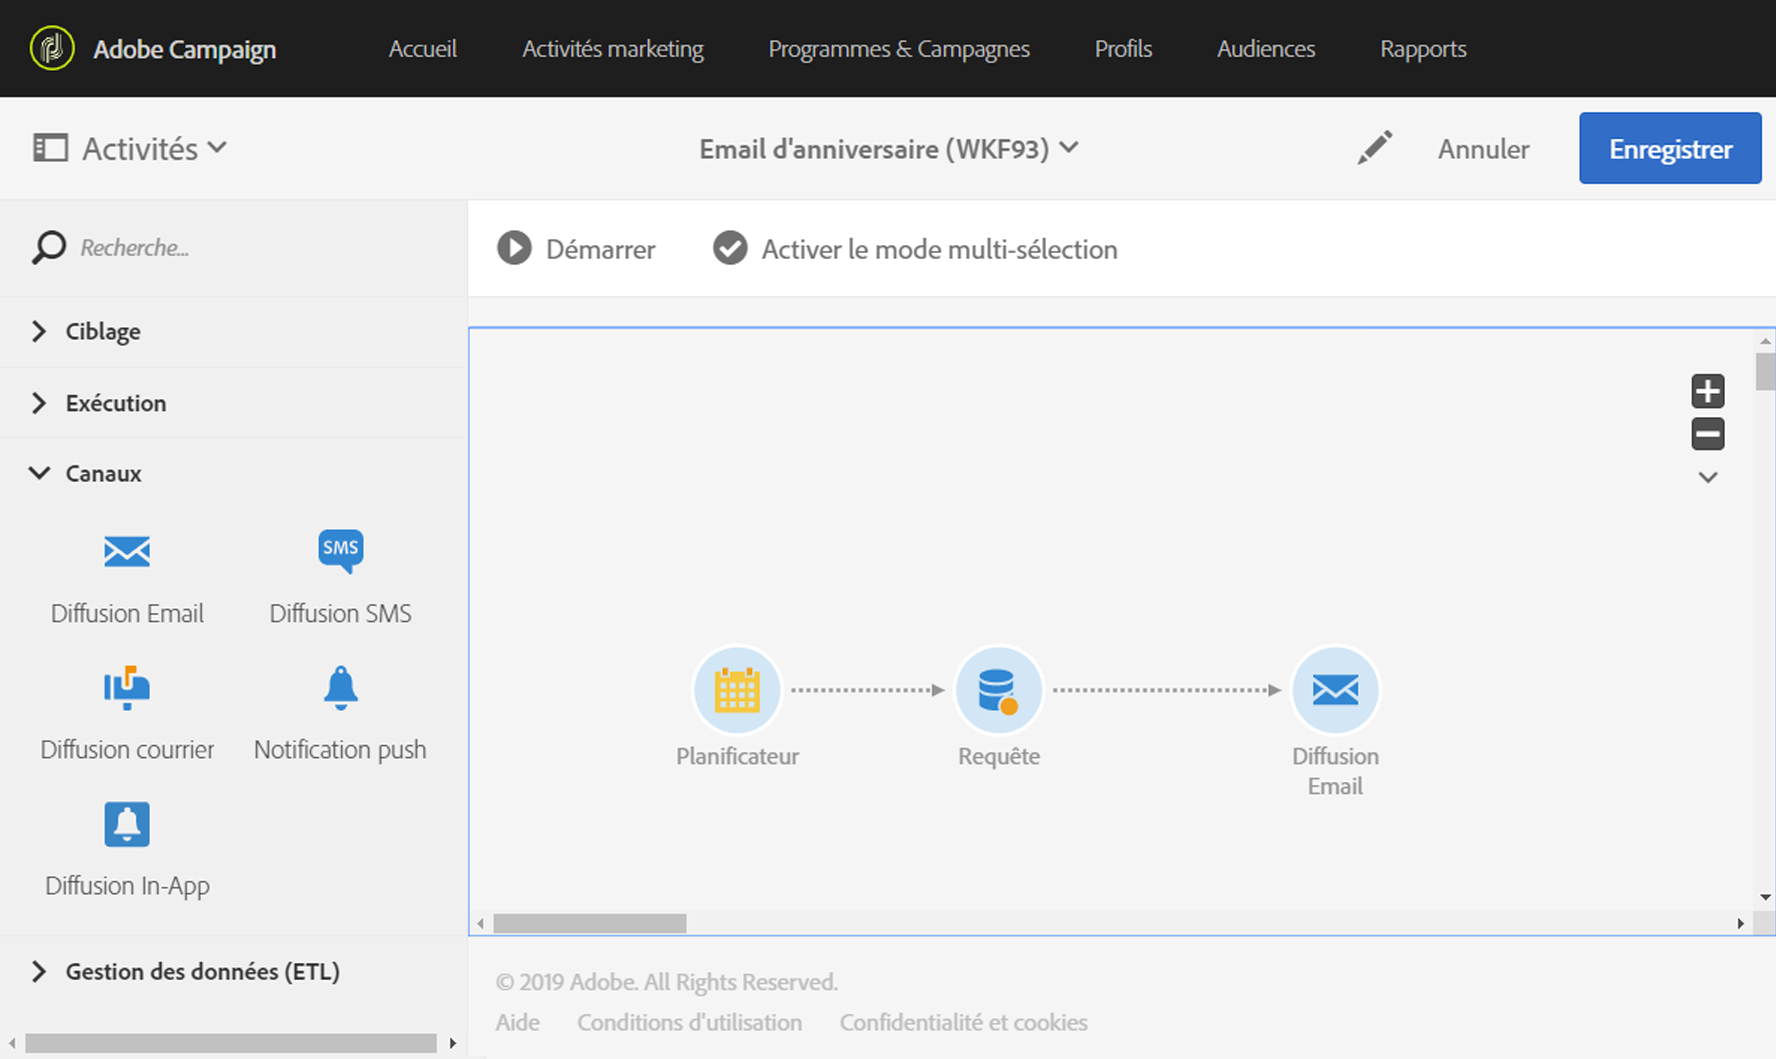 Adobe Campaign Accueil Activités marketing Programmes & Campagnes Profils Audiences Rapports
Activités Email d'anniversaire (WKF93) Annuler Enregistrer
Recherche... Démarrer Activer le mode multi-sélection
Ciblage
Exécution
Canaux
SMS
Diffusion Email Diffusion SMS
Diffusion courrier Notification push
Diffusion In-App
Gestion des données (ETL)
Planificateur Requête Diffusion
Email
© 2019 Adobe. All Rights Reserved.
Aide Conditions d'utilisation Confidentialité et cookies